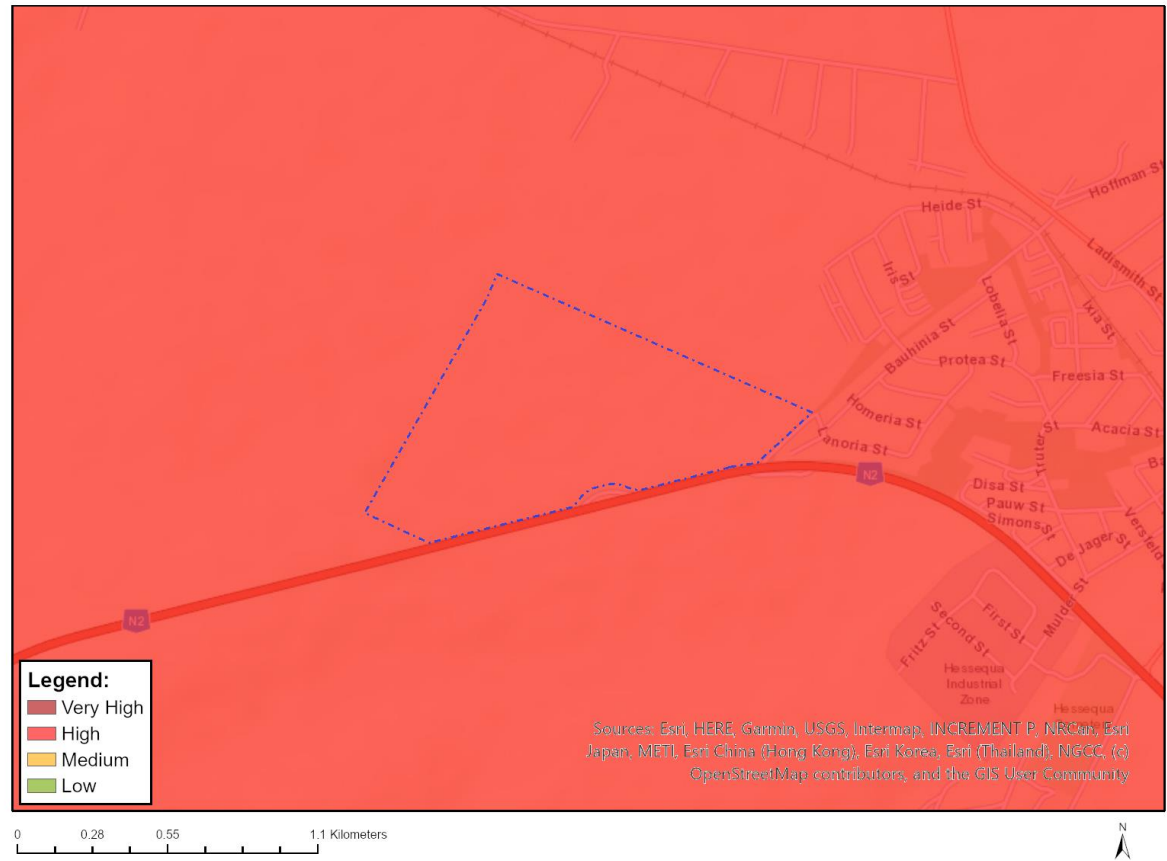 Hoffman St
Heide St
Ladismith St
Iris St
Lobelia St
Ixia St
Bauhinia St
Protea St
Freesia St
Homeria St
Acacia St
Truter St
Lanoria St
N2
Disa St
Pauw St
Simons St
De Jager St
Versfeld
Mulder St
First St
Second St
Fritz St
N2
Hessequa
Industrial
Zone
Hessequa
Legend:
Very High
High
Medium
Low
Sources: Esri, HERE, Garmin, USGS, Intermap, INCREMENT P, NRCan, Esri
Japan, METI, Esri China (Hong Kong), Esri Korea, Esri (Thailand), NGCC, (c)
OpenStreetMap contributors, and the GIS User Community
0 0.28 0.55 1.1 Kilometers
N